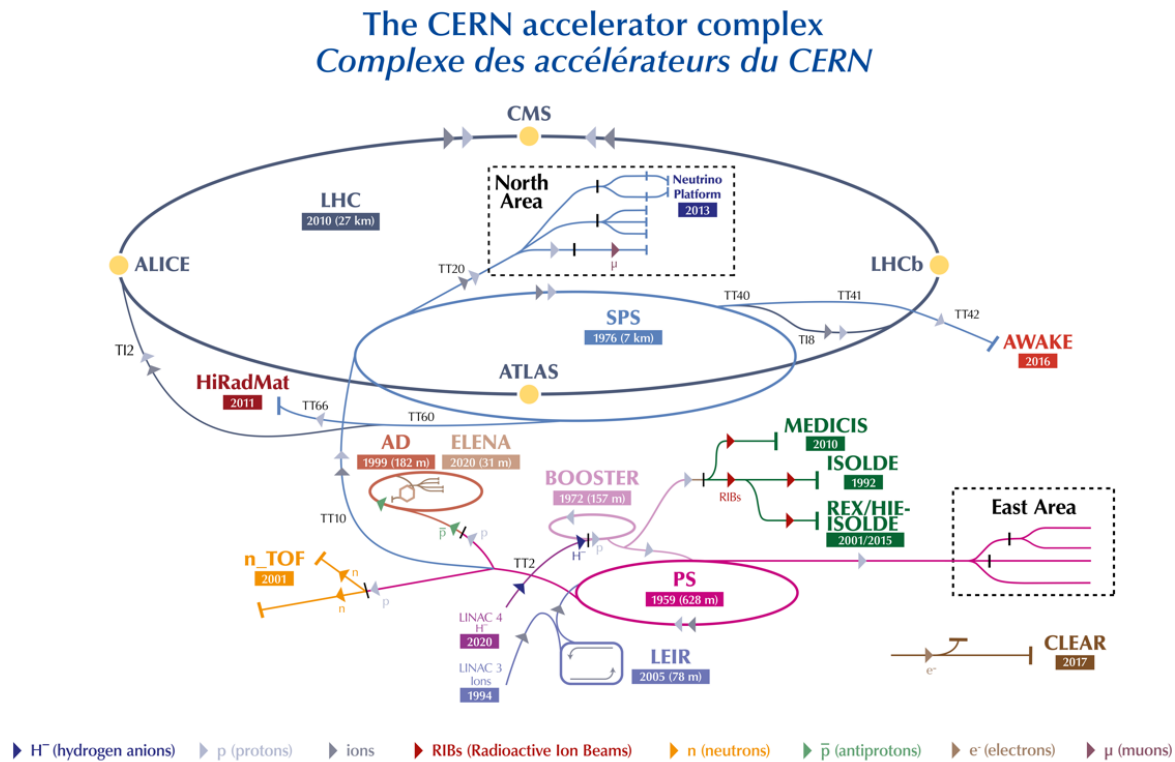 The CERN accelerator complex
Complexe des accélérateurs du CERN
CMS
North
Area
Neutrino
Platform
2013
LHC
2010 (27 km)
ALICE
LHCb
TT20
μ
TT40
TT41
TT42
SPS
1976 (7 km)
TI8
AWAKE
2016
TI2
ATLAS
HiRadMat
2011
TT66
TT60
MEDICIS
2010
AD
1999 (182 m)
ELENA
2020 (31 m)
BOOSTER
1972 (157 m)
ISOLDE
1992
RIBs
REX/HIE-
ISOLDE
2001/2015
East Area
TT10
p̄
p
p
H⁻
TT2
n_TOF
2001
n
n
p
PS
1959 (628 m)
LINAC 4
H⁻
2020
LINAC 3
Ions
1994
LEIR
2005 (78 m)
CLEAR
2017
e⁻
H⁻ (hydrogen anions)
p (protons)
ions
RIBs (Radioactive Ion Beams)
n (neutrons)
p̄ (antiprotons)
e⁻ (electrons)
μ (muons)